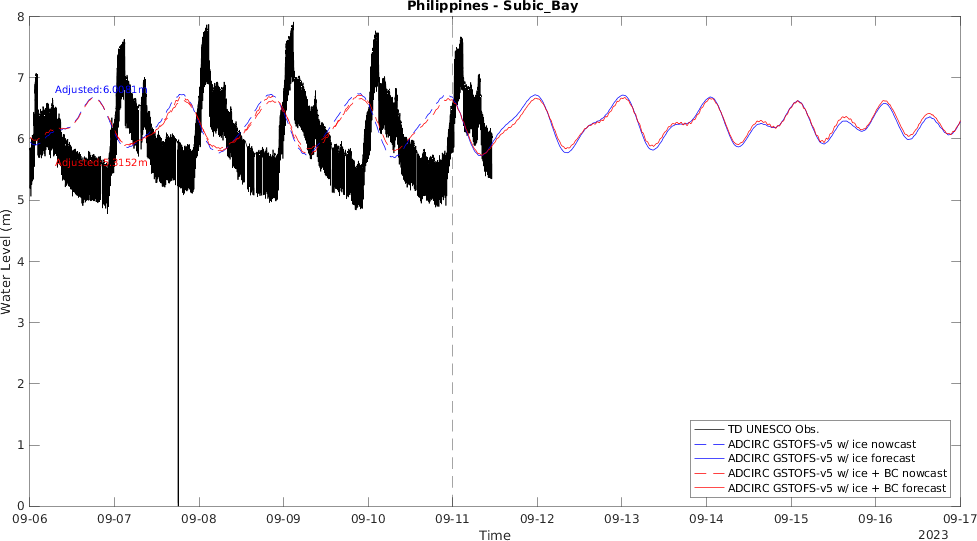 Philippines - Subic_Bay
8
7
6
5
4
3
2
1
0
Water Level (m)
09-06 09-07 09-08 09-09 09-10 09-11 09-12 09-13 09-14 09-15 09-16 09-17
Time
2023
TD UNESCO Obs.
ADCIRC GSTOFS-v5 w/ ice nowcast
ADCIRC GSTOFS-v5 w/ ice forecast
ADCIRC GSTOFS-v5 w/ ice + BC nowcast
ADCIRC GSTOFS-v5 w/ ice + BC forecast